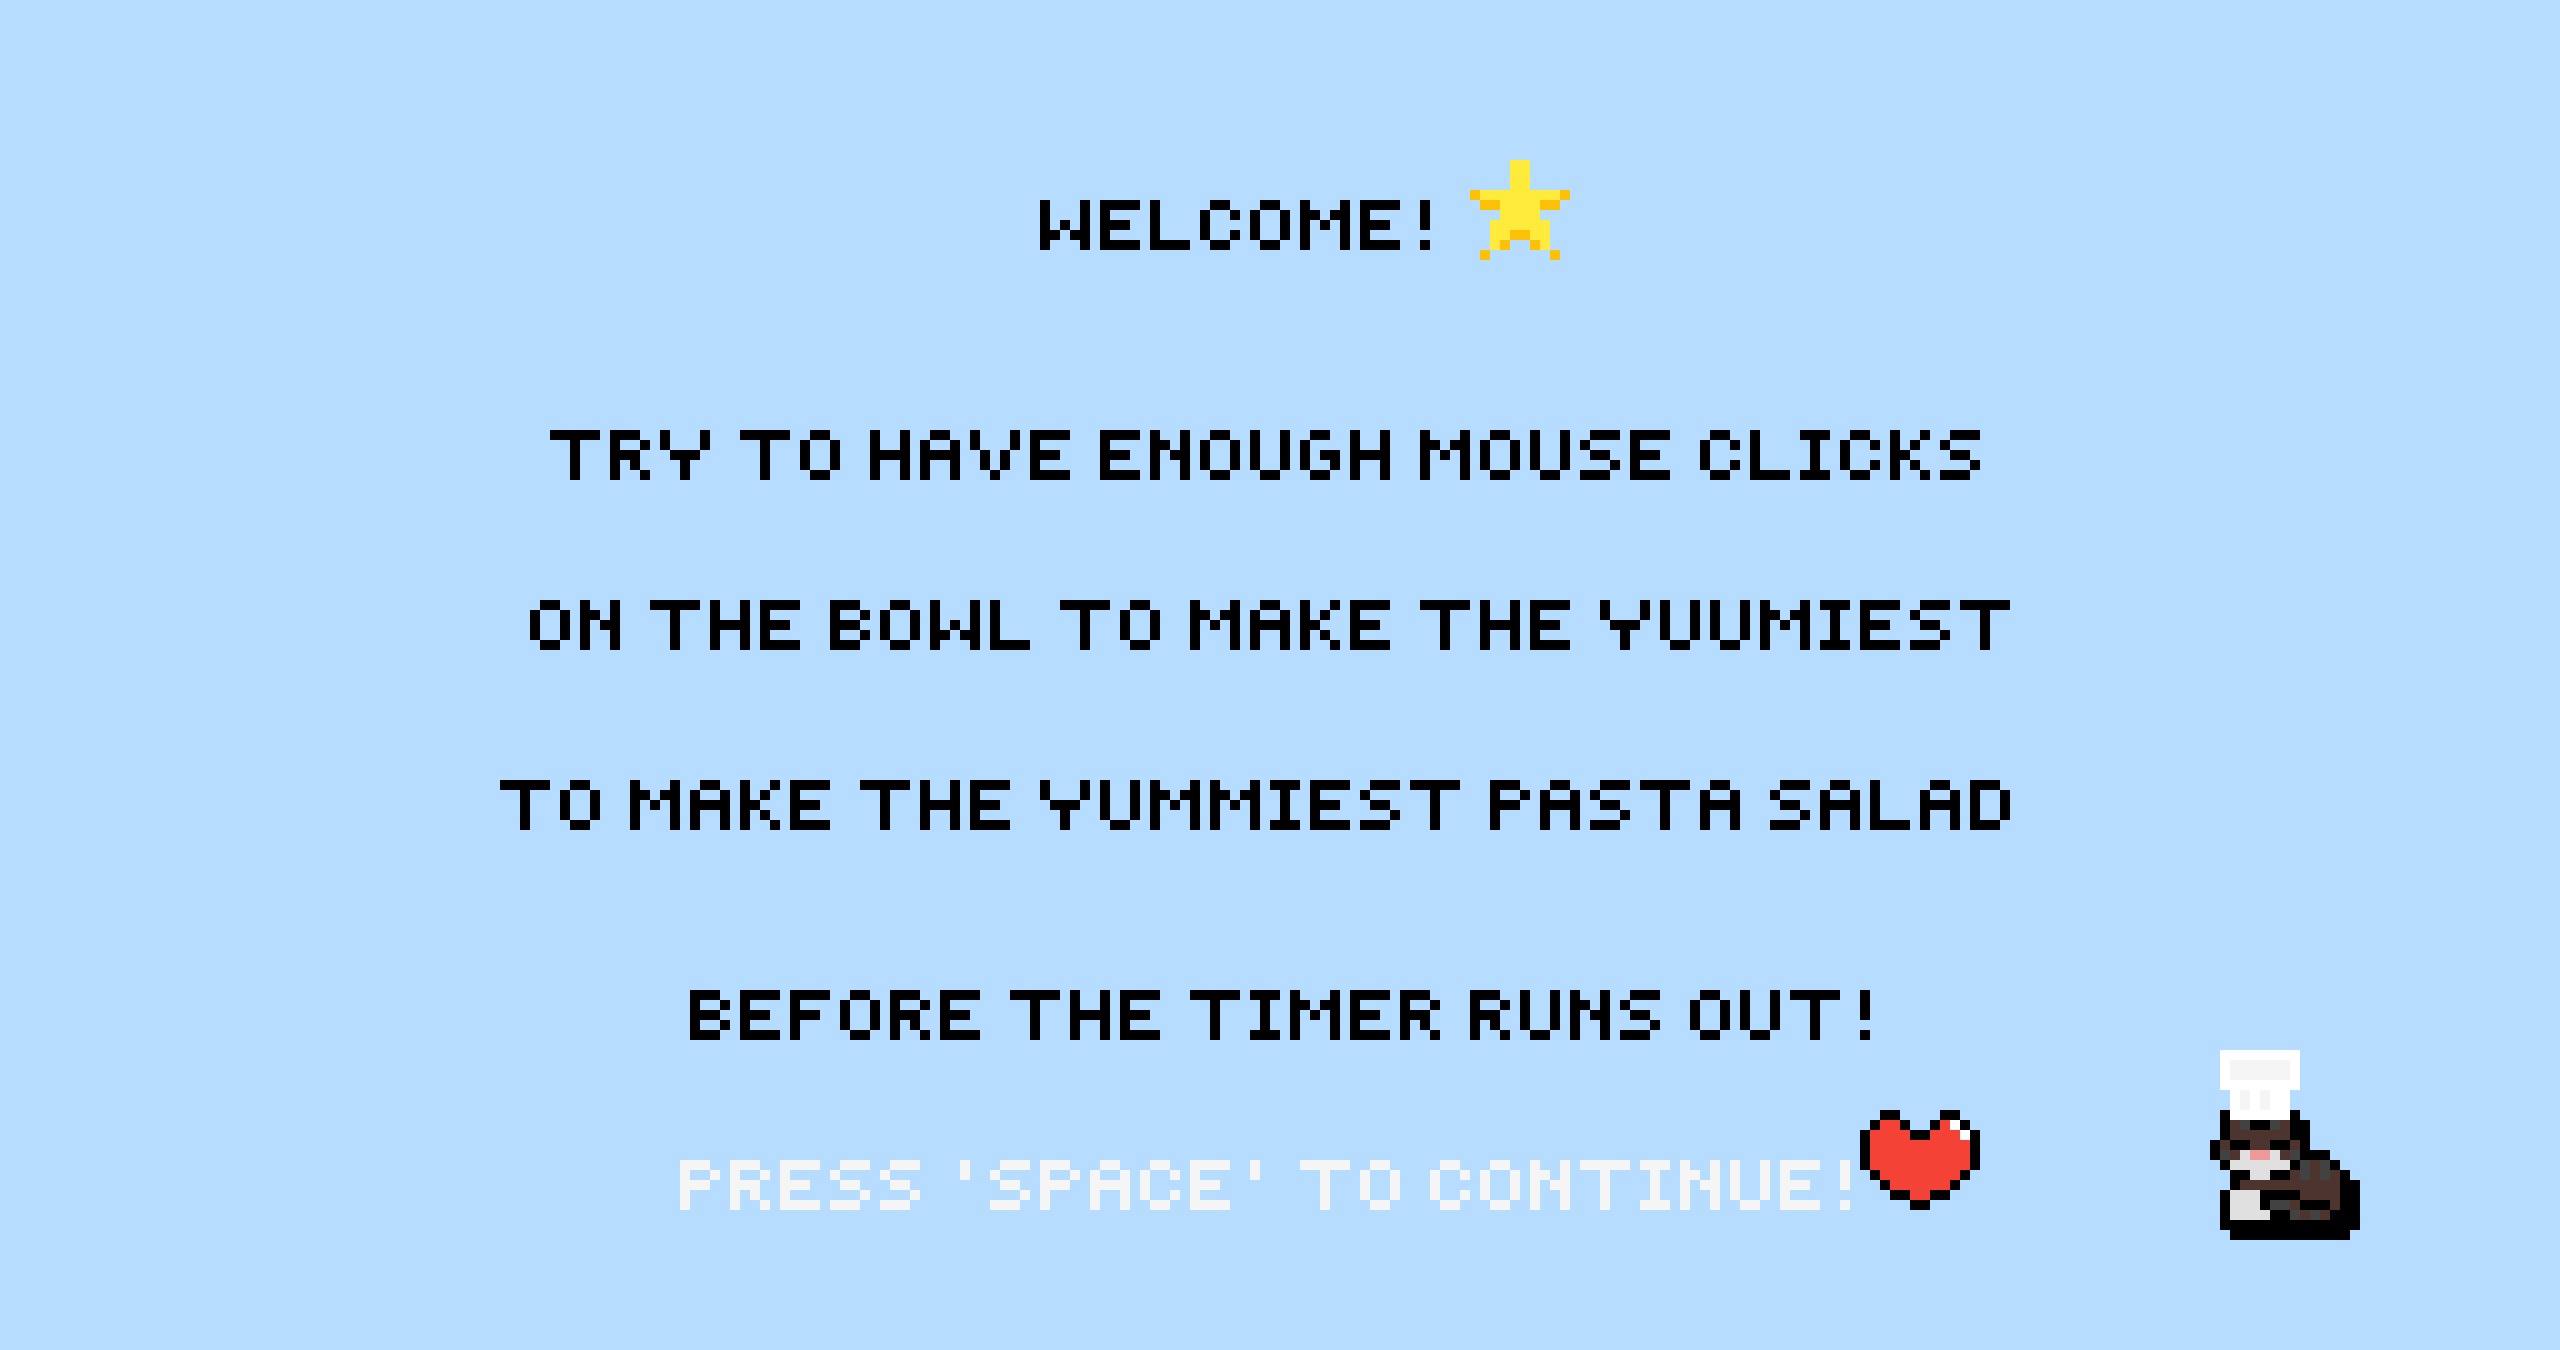 WELCOME!
TRY TO HAVE ENOUGH MOUSE CLICKS
ON THE BOWL TO MAKE THE YUUMIEST
TO MAKE THE YUMMIEST PASTA SALAD
BEFORE THE TIMER RUNS OUT!
PRESS 'SPACE' TO CONTINUE!